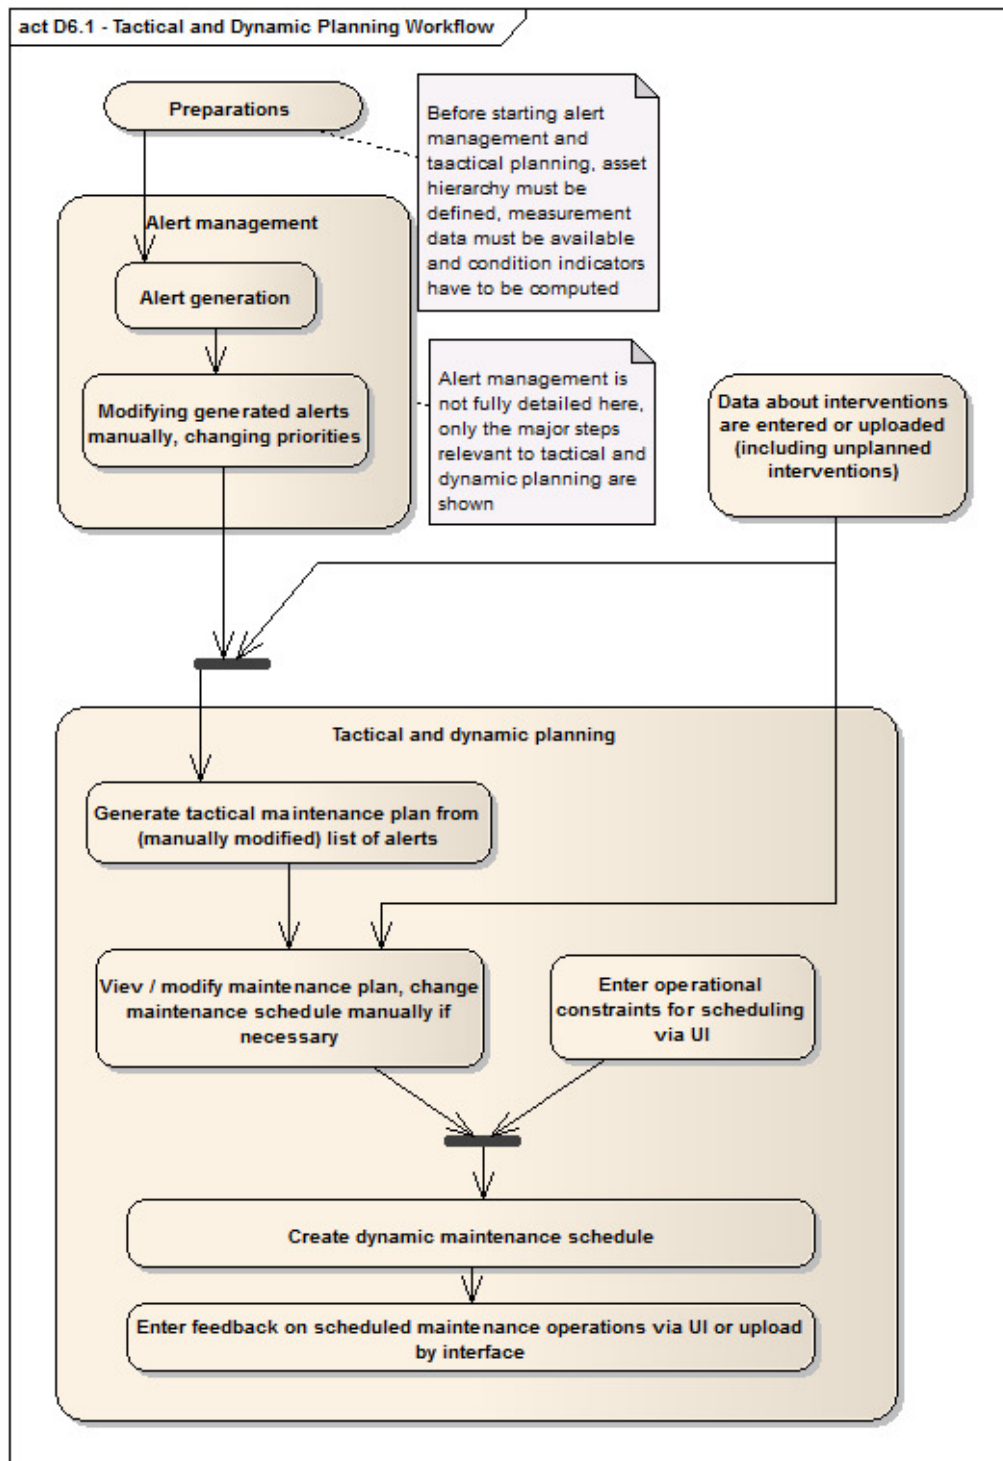 act D6.1 - Tactical and Dynamic Planning Workflow
Preparations
Before starting alert
management and
taactical planning, asset
hierarchy must be
defined, measurement
data must be available
and condition indicators
have to be computed
Alert management
Alert generation
Modifying generated alerts
manually, changing priorities
Alert management is
not fully detailed here,
only the major steps
relevant to tactical and
dynamic planning are
shown
Data about interventions
are entered or uploaded
(including unplanned
interventions)
Tactical and dynamic planning
Generate tactical maintenance plan from
(manually modified) list of alerts
Viev / modify maintenance plan, change
maintenance schedule manually if
necessary
Enter operational
constraints for scheduling
via UI
Create dynamic maintenance schedule
Enter feedback on scheduled maintenance operations via UI or upload
by interface